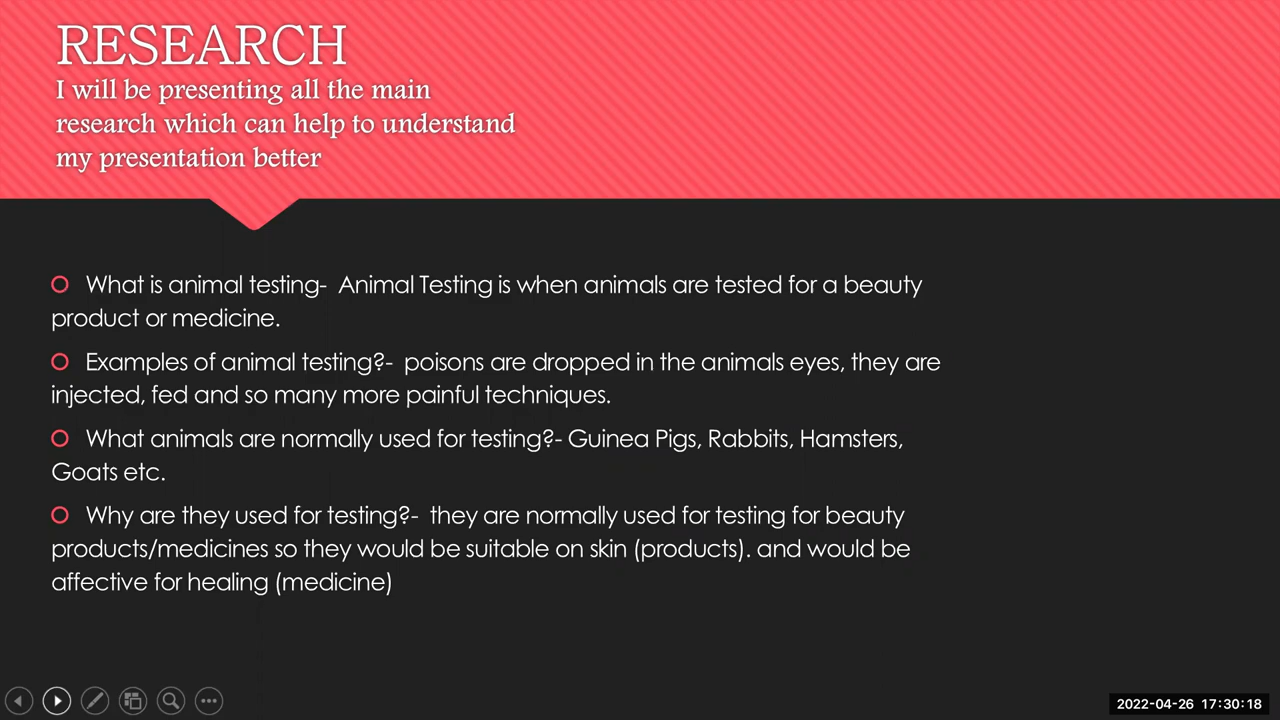 RESEARCH
I will be presenting all the main
research which can help to understand
my presentation better
What is animal testing-  Animal Testing is when animals are tested for a beauty
product or medicine.
Examples of animal testing?-  poisons are dropped in the animals eyes, they are
injected, fed and so many more painful techniques.
What animals are normally used for testing?- Guinea Pigs, Rabbits, Hamsters,
Goats etc.
Why are they used for testing?-  they are normally used for testing for beauty
products/medicines so they would be suitable on skin (products). and would be
affective for healing (medicine)
2022-04-26 17:30:18